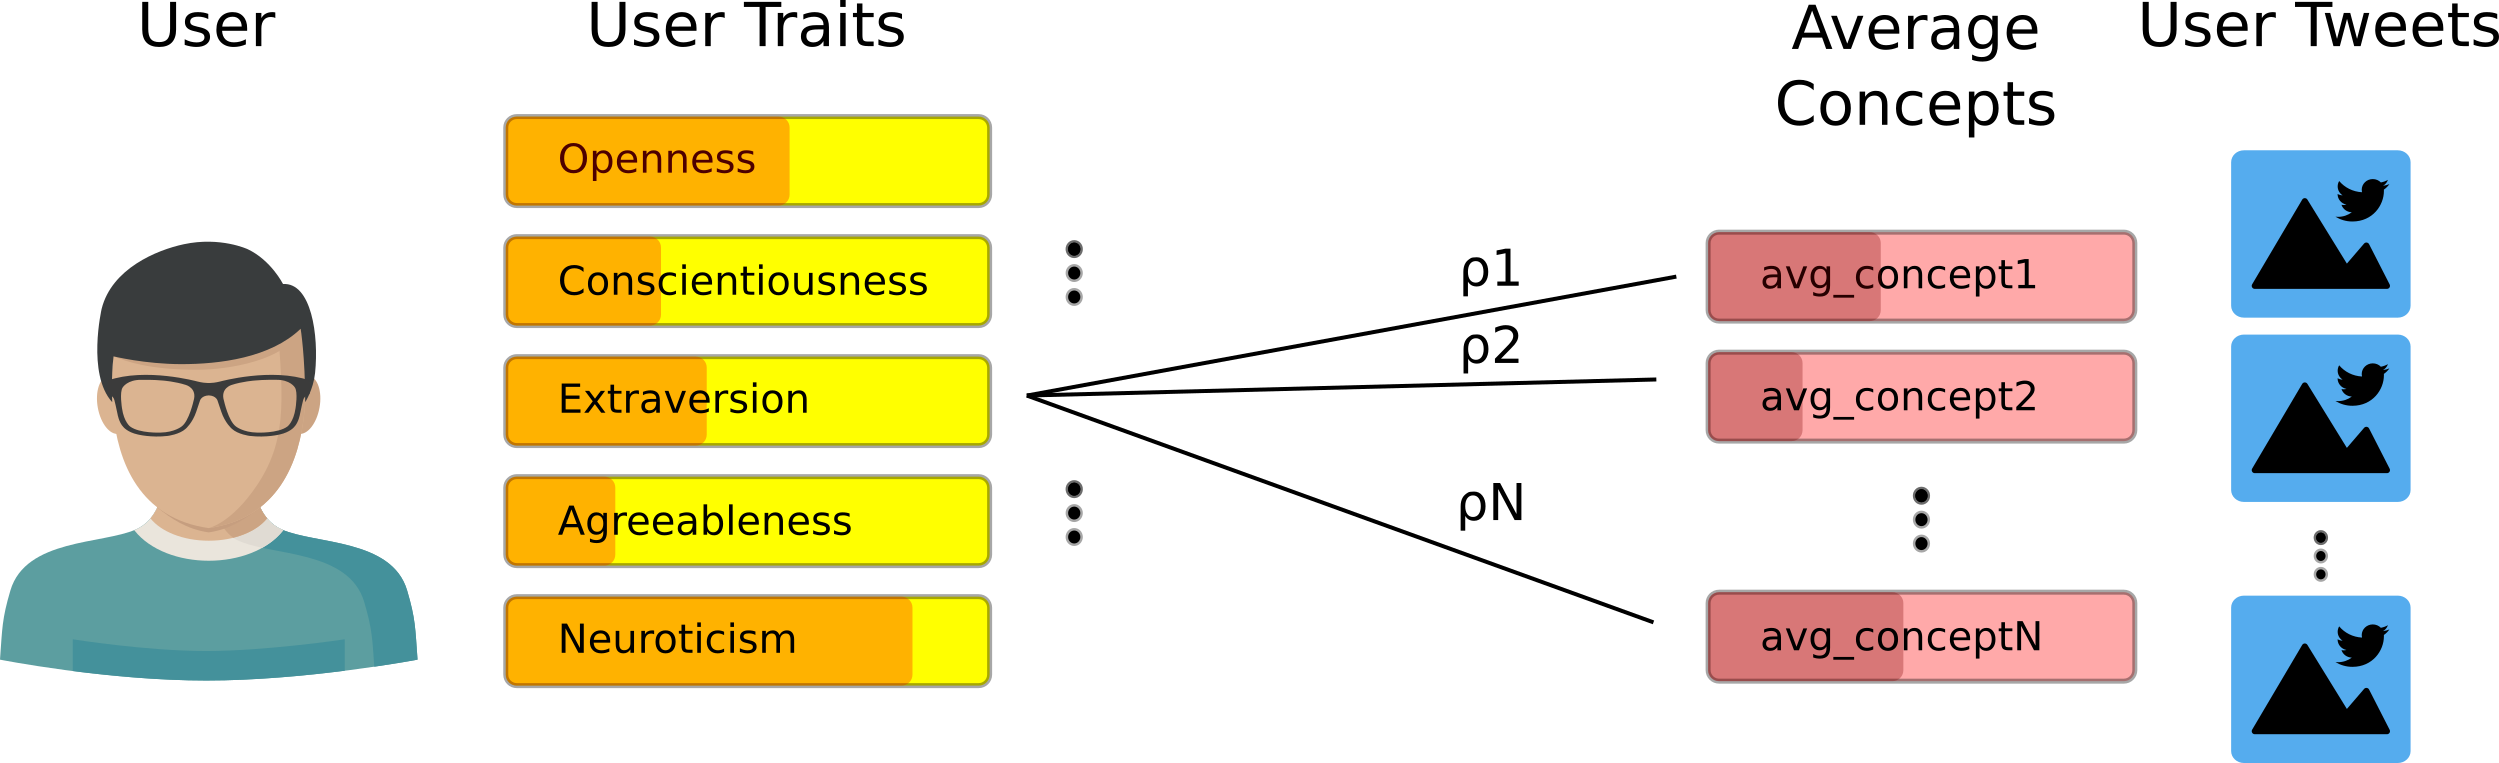 User
User Traits
Average
Concepts
User Tweets
Openness
Conscientiousness
Extraversion
Agreeableness
Neuroticism
ρ1
ρ2
ρN
avg_concept1
avg_concept2
avg_conceptN